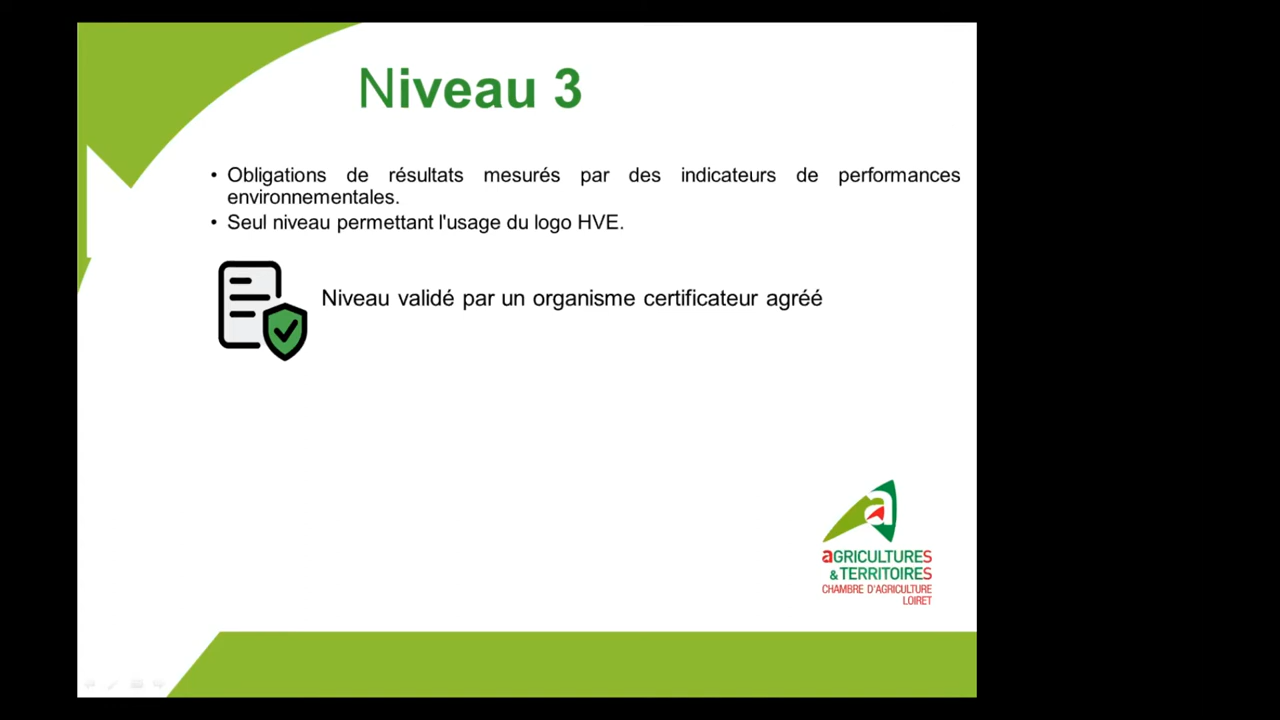 Niveau 3
• Obligations de résultats mesurés par des indicateurs de performances
environnementales.
• Seul niveau permettant l'usage du logo HVE.
Niveau validé par un organisme certificateur agréé
a
aGRICULTURES
& TERRITOIRES
CHAMBRE D'AGRICULTURE
LOIRET